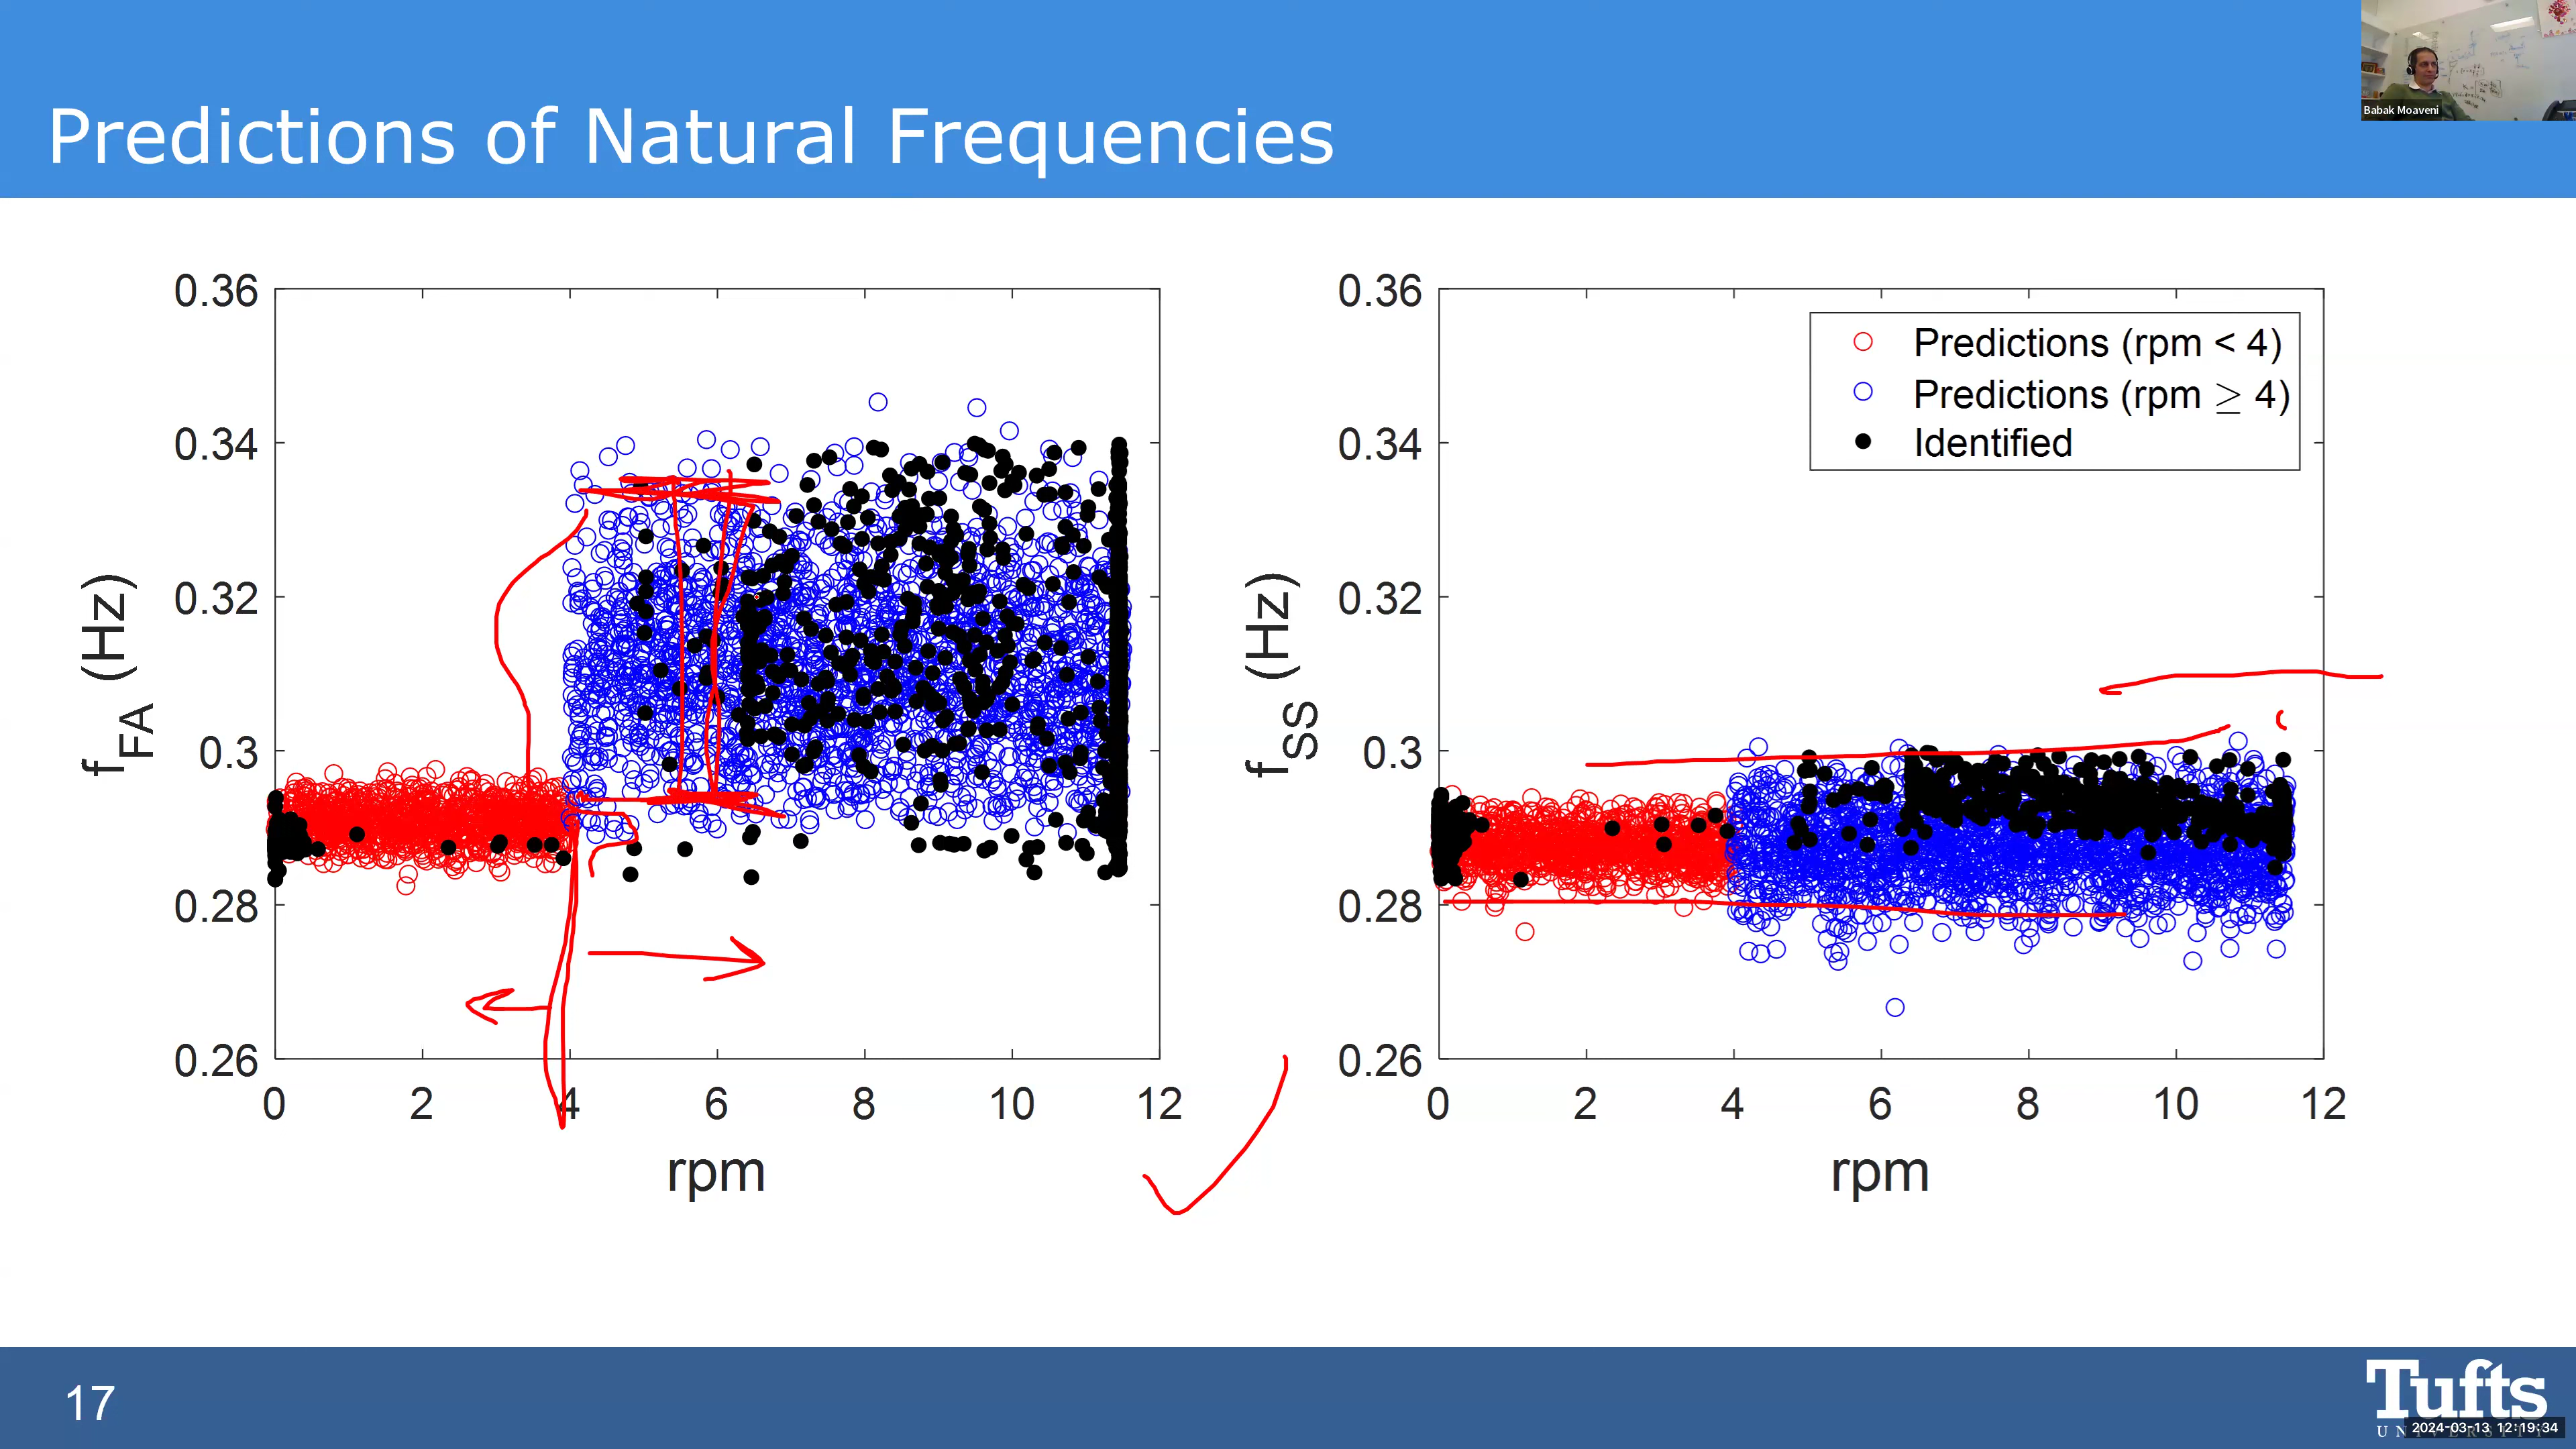 Babak Moaveni
Predictions of Natural Frequencies
0.36
0.34
0.32
0.3
0.28
0.26
f_FA (Hz)
0 2 4 6 8 10 12
rpm
0.36
0.34
0.32
0.3
0.28
0.26
f_SS (Hz)
Predictions (rpm < 4)
Predictions (rpm ≥ 4)
Identified
0 2 4 6 8 10 12
rpm
17
Tufts
2024-03-13 12:19:34